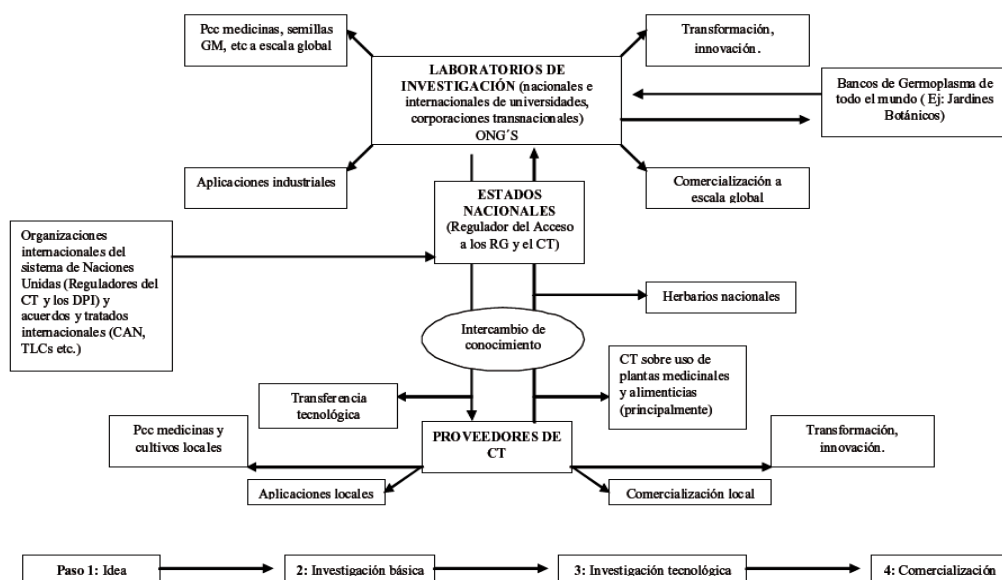 Pcc medicinas, semillas
GM, etc a escala global
Transformación,
innovación.
LABORATORIOS DE
INVESTIGACIÓN (nacionales e
internacionales de universidades,
corporaciones transnacionales)
ONG´S
Bancos de Germoplasma de
todo el mundo ( Ej: Jardines
Botánicos)
Aplicaciones industriales
Comercialización a
escala global
ESTADOS
NACIONALES
(Regulador del Acceso
a los RG y el CT)
Organizaciones
internacionales del
sistema de Naciones
Unidas (Reguladores del
CT y los DPI) y
acuerdos y tratados
internacionales (CAN,
TLCs etc.)
Herbarios nacionales
Intercambio de
conocimiento
CT sobre uso de
plantas medicinales
y alimenticias
(principalmente)
Transferencia
tecnológica
Pcc medicinas y
cultivos locales
PROVEEDORES DE
CT
Transformación,
innovación.
Aplicaciones locales
Comercialización local
Paso 1: Idea
2: Investigación básica
3: Investigación tecnológica
4: Comercialización